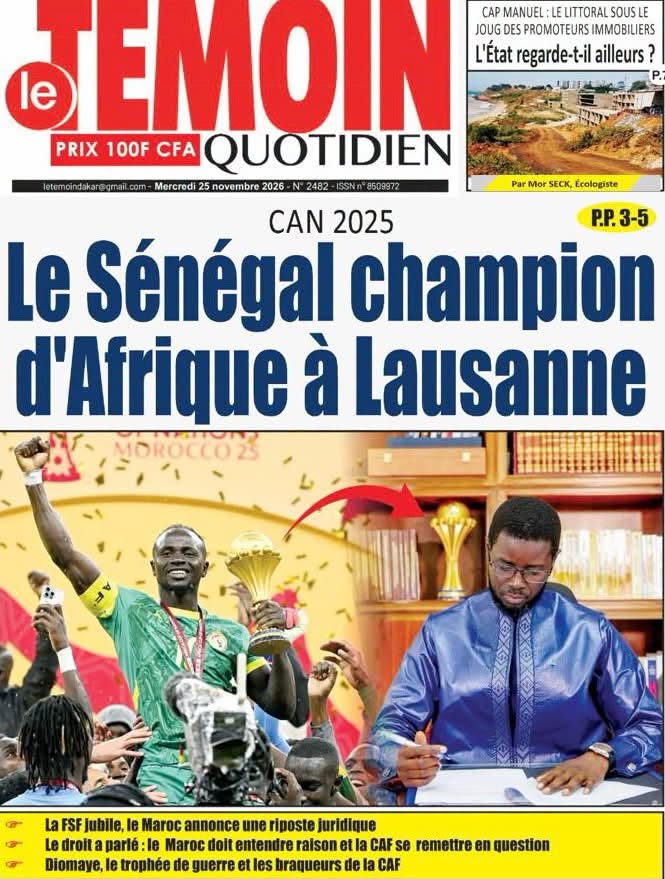 le TEMOIN
PRIX 100F CFA QUOTIDIEN
letemoindakar@gmail.com - Mercredi 25 novembre 2026 - N° 2482 - ISSN n° 8509972
CAP MANUEL : LE LITTORAL SOUS LE
JOUG DES PROMOTEURS IMMOBILIERS
L'État regarde-t-il ailleurs ?
P.7
Par Mor SECK, Écologiste
CAN 2025
P.P. 3-5
Le Sénégal champion
d'Afrique à Lausanne
OF NATIONS
MOROCCO 25
La FSF jubile, le Maroc annonce une riposte juridique
Le droit a parlé : le Maroc doit entendre raison et la CAF se remettre en question
Diomaye, le trophée de guerre et les braqueurs de la CAF